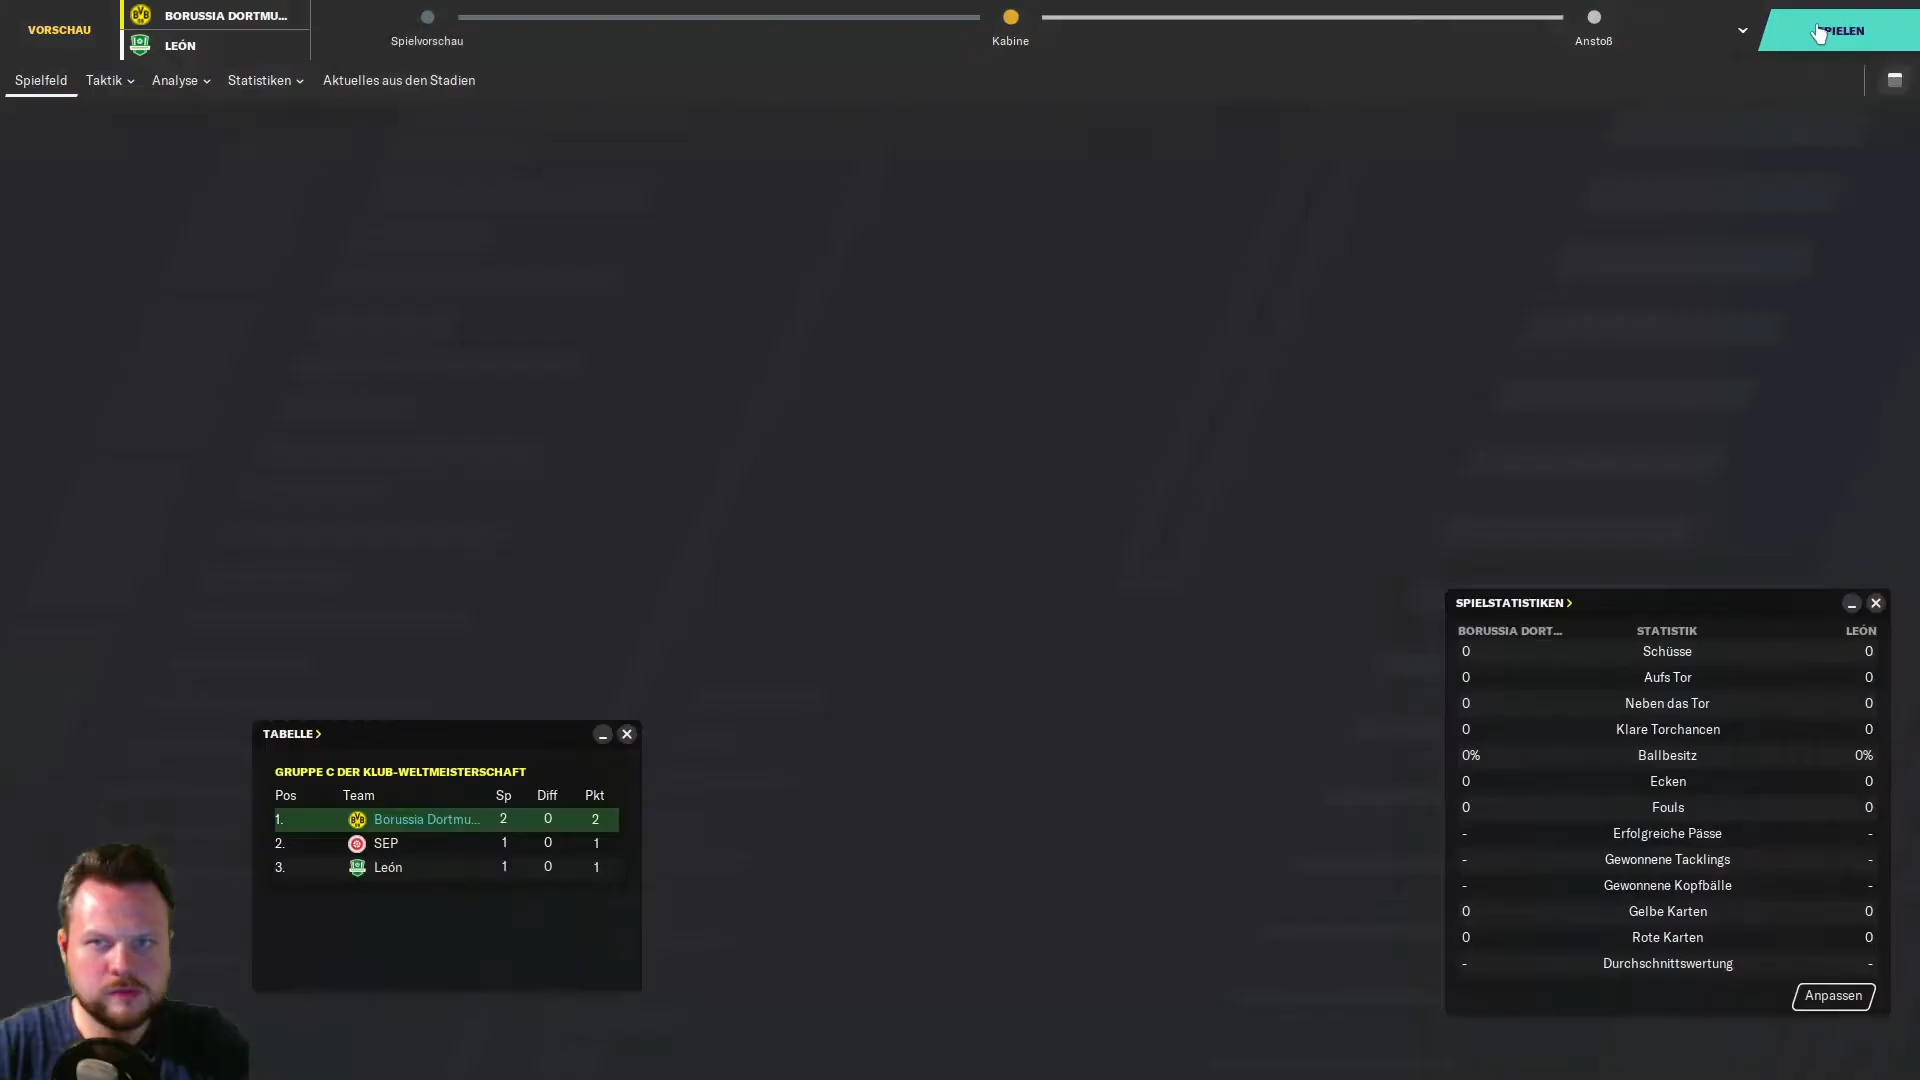 VORSCHAU
BORUSSIA DORTMU...
LEÓN
Spielvorschau
Kabine
Anstoß
PIELEN
Spielfeld
Taktik
Analyse
Statistiken
Aktuelles aus den Stadien
SPIELSTATISTIKEN
BORUSSIA DORT... STATISTIK LEÓN
0 Schüsse 0
0 Aufs Tor 0
0 Neben das Tor 0
0 Klare Torchancen 0
0% Ballbesitz 0%
0 Ecken 0
0 Fouls 0
- Erfolgreiche Pässe -
- Gewonnene Tacklings -
- Gewonnene Kopfbälle -
0 Gelbe Karten 0
0 Rote Karten 0
- Durchschnittswertung -
Anpassen
TABELLE
GRUPPE C DER KLUB-WELTMEISTERSCHAFT
Pos Team Sp Diff Pkt
1. Borussia Dortmu... 2 0 2
2. SEP 1 0 1
3. León 1 0 1